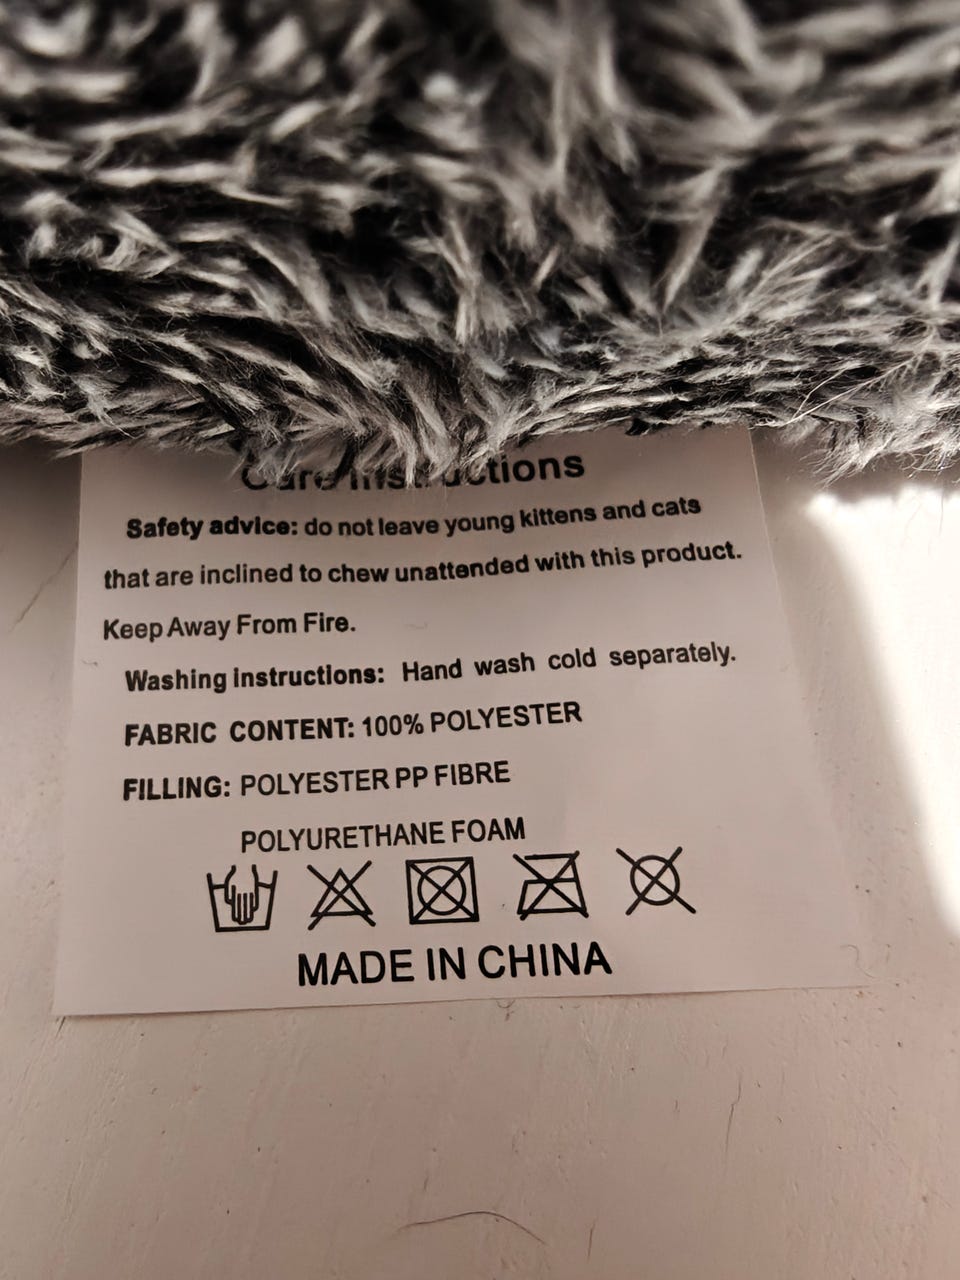 Care Instructions
Safety advice: do not leave young kittens and cats
that are inclined to chew unattended with this product.
Keep Away From Fire.
Washing instructions: Hand wash cold separately.
FABRIC CONTENT: 100% POLYESTER
FILLING: POLYESTER PP FIBRE
POLYURETHANE FOAM
MADE IN CHINA